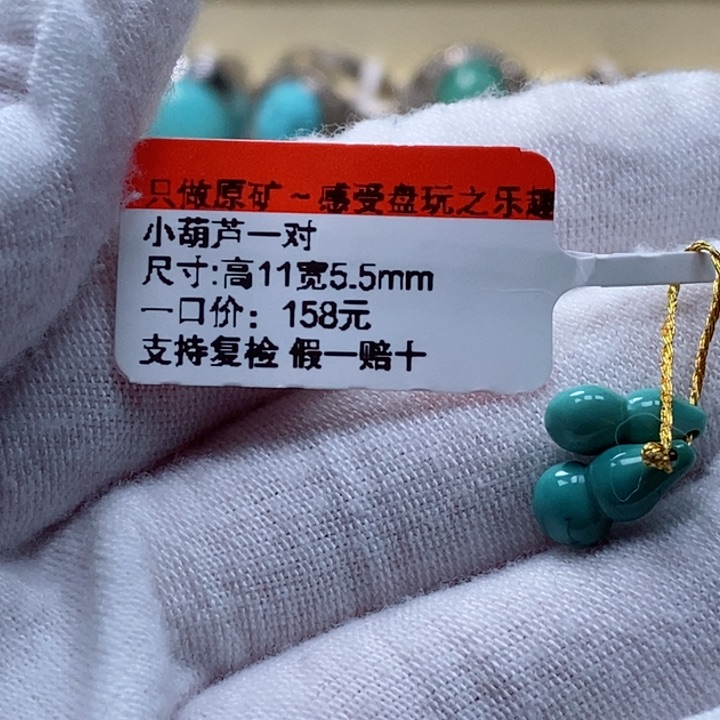 只做原矿~感受盘玩之乐趣
小葫芦一对
尺寸:高11宽5.5mm
一口价：158元
支持复检 假一赔十